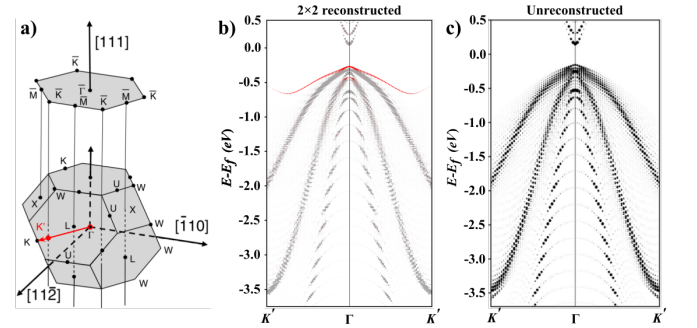 a)
[111]
K̅
K̅
M̅
Γ̅
M̅
K̅
K̅
M̅
K̅
K
W
U
W
X
X
U
K'
L
Γ
W
K
[1̅10]
U
L
W
W
[112̅]
b)
2×2 reconstructed
0.5
0.0
-0.5
-1.0
-1.5
-2.0
-2.5
-3.0
-3.5
E-Ef (eV)
K' Γ K'
c)
Unreconstructed
0.5
0.0
-0.5
-1.0
-1.5
-2.0
-2.5
-3.0
-3.5
E-Ef (eV)
K' Γ K'